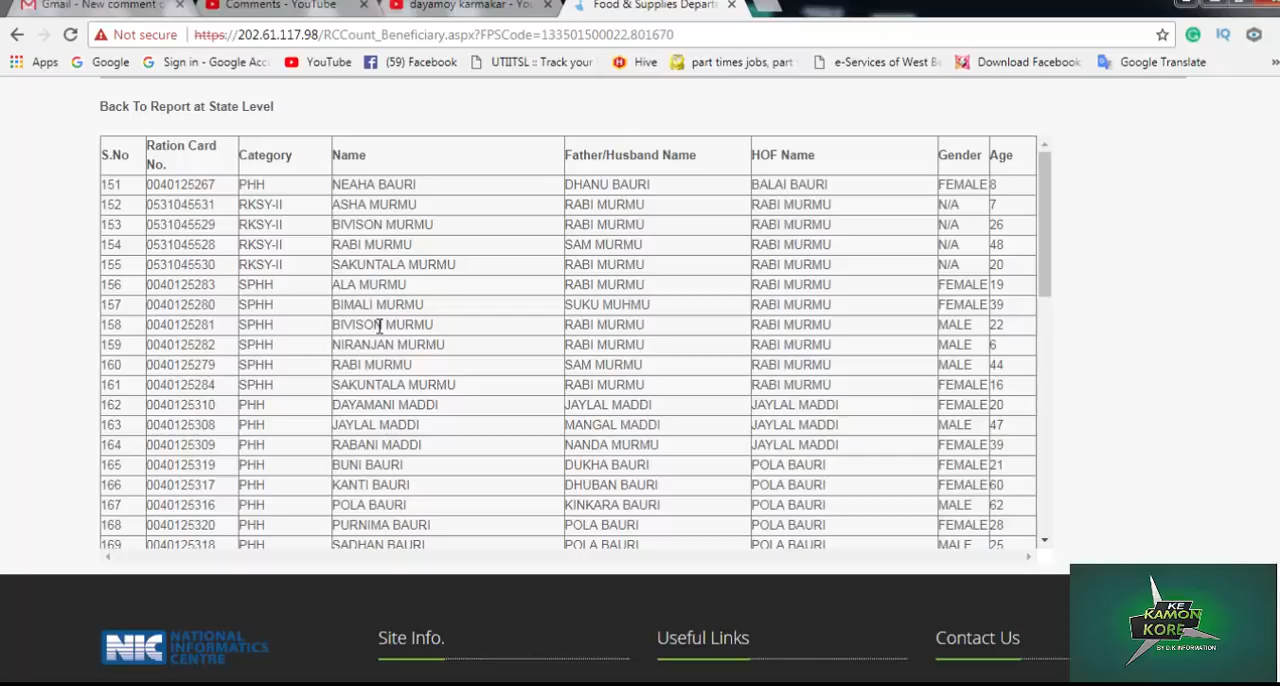 Gmail - New comment o
Comments - YouTube
dayamoy karmakar - You
Food & Supplies Depart
Not secure https://202.61.117.98/RCCount_Beneficiary.aspx?FPSCode=133501500022,801670
Apps Google Sign in - Google Acc YouTube (59) Facebook UTIITSL :: Track your Hive part times jobs, part e-Services of West B Download Facebook Google Translate
Back To Report at State Level
S.No Ration Card No. Category Name Father/Husband Name HOF Name Gender Age
151 0040125267 PHH NEAHA BAURI DHANU BAURI BALAI BAURI FEMALE 8
152 0531045531 RKSY-II ASHA MURMU RABI MURMU RABI MURMU N/A 7
153 0531045529 RKSY-II BIVISON MURMU RABI MURMU RABI MURMU N/A 26
154 0531045528 RKSY-II RABI MURMU SAM MURMU RABI MURMU N/A 48
155 0531045530 RKSY-II SAKUNTALA MURMU RABI MURMU RABI MURMU N/A 20
156 0040125283 SPHH ALA MURMU RABI MURMU RABI MURMU FEMALE 19
157 0040125280 SPHH BIMALI MURMU SUKU MUHMU RABI MURMU FEMALE 39
158 0040125281 SPHH BIVISON MURMU RABI MURMU RABI MURMU MALE 22
159 0040125282 SPHH NIRANJAN MURMU RABI MURMU RABI MURMU MALE 6
160 0040125279 SPHH RABI MURMU SAM MURMU RABI MURMU MALE 44
161 0040125284 SPHH SAKUNTALA MURMU RABI MURMU RABI MURMU FEMALE 16
162 0040125310 PHH DAYAMANI MADDI JAYLAL MADDI JAYLAL MADDI FEMALE 20
163 0040125308 PHH JAYLAL MADDI MANGAL MADDI JAYLAL MADDI MALE 47
164 0040125309 PHH RABANI MADDI NANDA MURMU JAYLAL MADDI FEMALE 39
165 0040125319 PHH BUNI BAURI DUKHA BAURI POLA BAURI FEMALE 21
166 0040125317 PHH KANTI BAURI DHUBAN BAURI POLA BAURI FEMALE 60
167 0040125316 PHH POLA BAURI KINKARA BAURI POLA BAURI MALE 62
168 0040125320 PHH PURNIMA BAURI POLA BAURI POLA BAURI FEMALE 28
169 0040125318 PHH SADHAN BAURI POLA BAURI POLA BAURI MALE 25
NIC NATIONAL INFORMATICS CENTRE
Site Info.
Useful Links
Contact Us
KE
KAMON
KORE
BY D.K INFORMATION